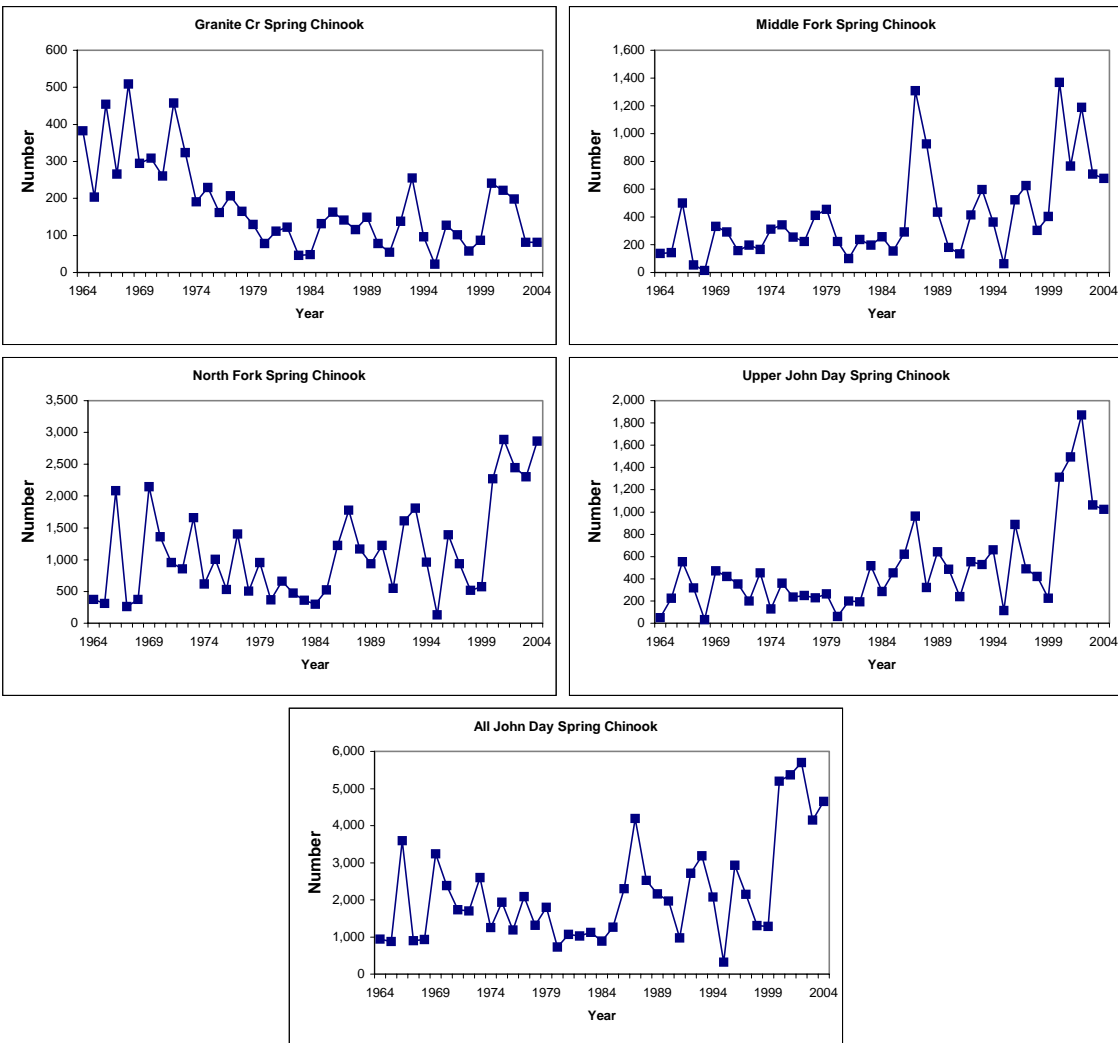 Granite Cr Spring Chinook
600
500
400
300
200
100
0
Number
1964 1969 1974 1979 1984 1989 1994 1999 2004
Year
Middle Fork Spring Chinook
1,600
1,400
1,200
1,000
800
600
400
200
0
Number
1964 1969 1974 1979 1984 1989 1994 1999 2004
Year
North Fork Spring Chinook
3,500
3,000
2,500
2,000
1,500
1,000
500
0
Number
1964 1969 1974 1979 1984 1989 1994 1999 2004
Year
Upper John Day Spring Chinook
2,000
1,800
1,600
1,400
1,200
1,000
800
600
400
200
0
Number
1964 1969 1974 1979 1984 1989 1994 1999 2004
Year
All John Day Spring Chinook
6,000
5,000
4,000
3,000
2,000
1,000
0
Number
1964 1969 1974 1979 1984 1989 1994 1999 2004
Year